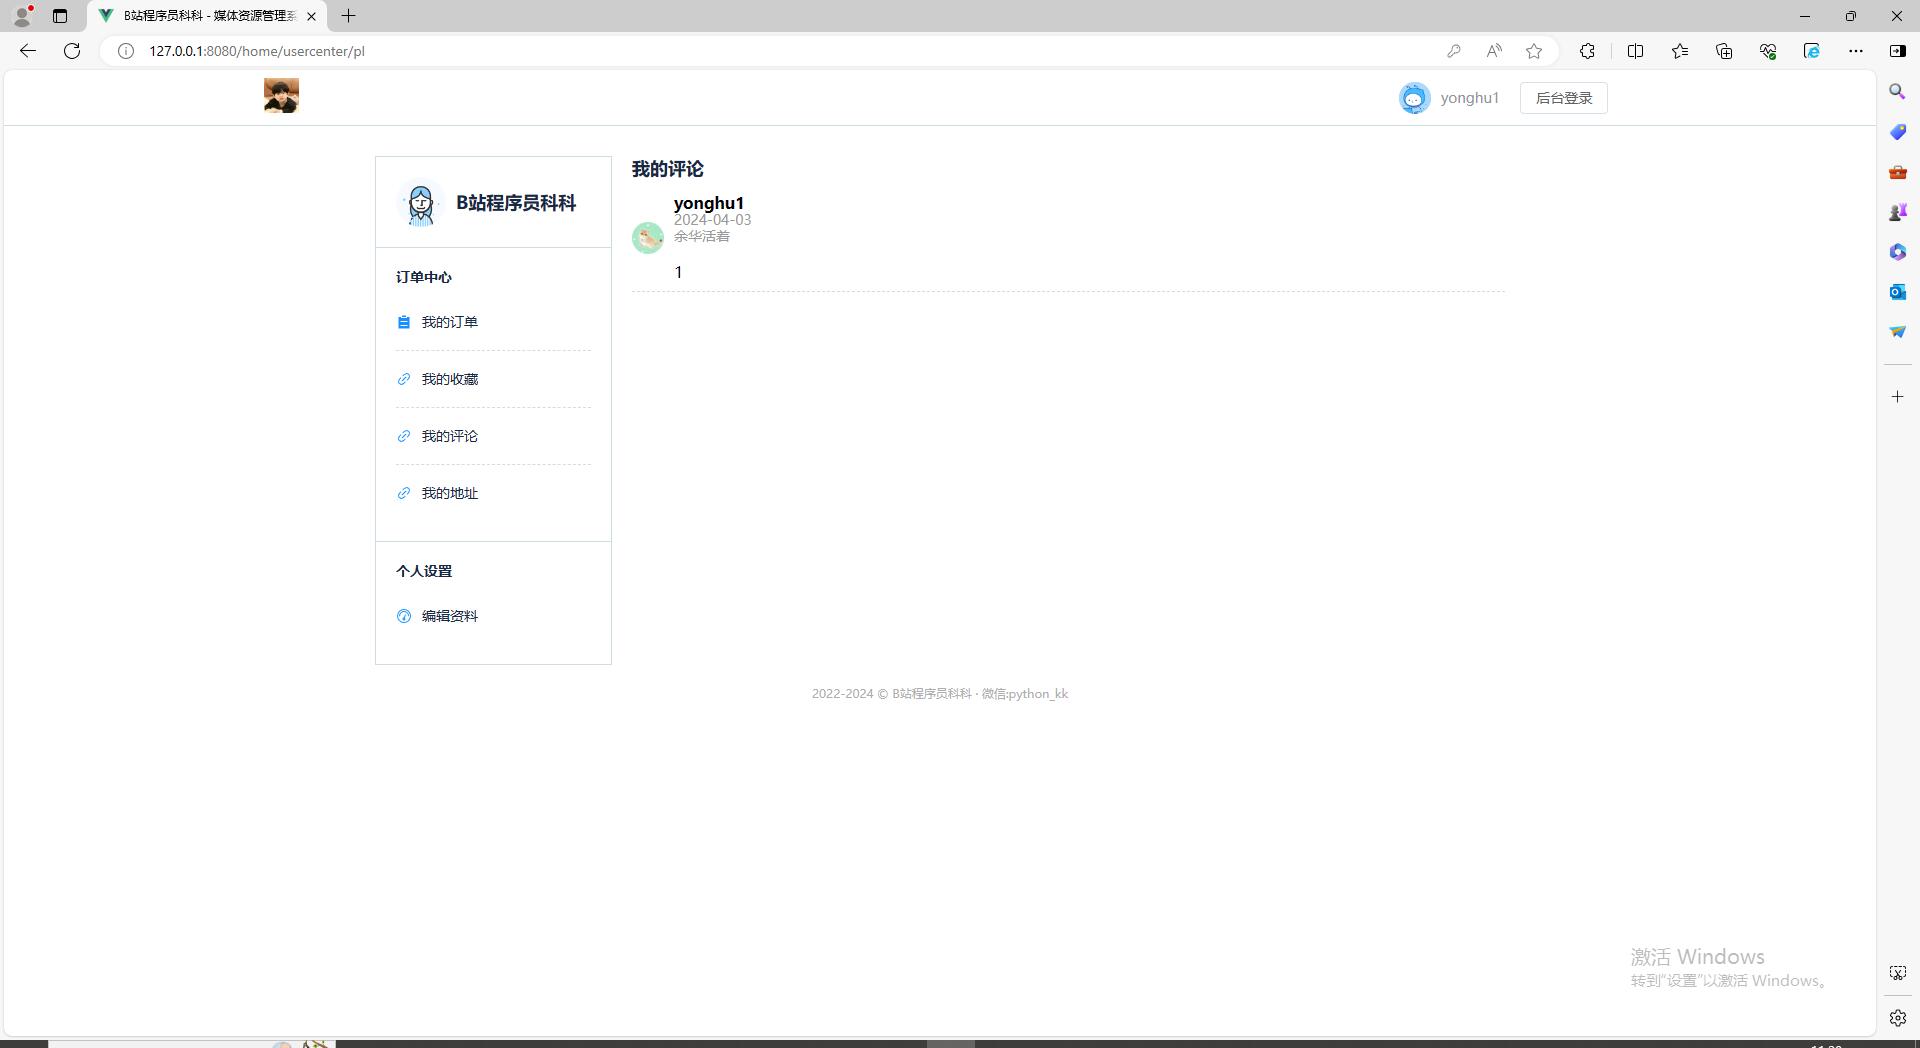 B站程序员科科 - 媒体资源管理系
127.0.0.1:8080/home/usercenter/pl
yonghu1
后台登录
B站程序员科科
订单中心
我的订单
我的收藏
我的评论
我的地址
个人设置
编辑资料
我的评论
yonghu1
2024-04-03
余华活着
1
2022-2024 © B站程序员科科 · 微信:python_kk
激活 Windows
转到“设置”以激活 Windows。